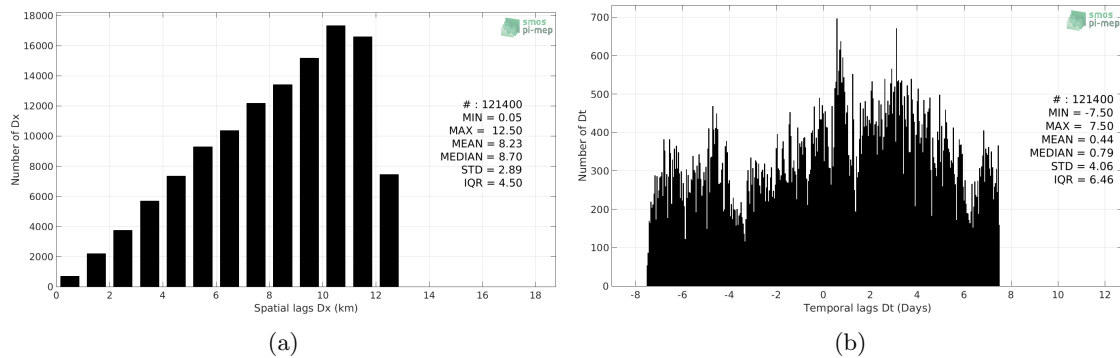 18000
16000
14000
12000
10000
8000
6000
4000
2000
0
Number of Dx
0 2 4 6 8 10 12 14 16 18
Spatial lags Dx (km)
smos
pi-mep
# : 121400
MIN = 0.05
MAX = 12.50
MEAN = 8.23
MEDIAN = 8.70
STD = 2.89
IQR = 4.50
(a)
700
600
500
400
300
200
100
0
Number of Dt
-8 -6 -4 -2 0 2 4 6 8 10 12
Temporal lags Dt (Days)
smos
pi-mep
# : 121400
MIN = -7.50
MAX = 7.50
MEAN = 0.44
MEDIAN = 0.79
STD = 4.06
IQR = 6.46
(b)